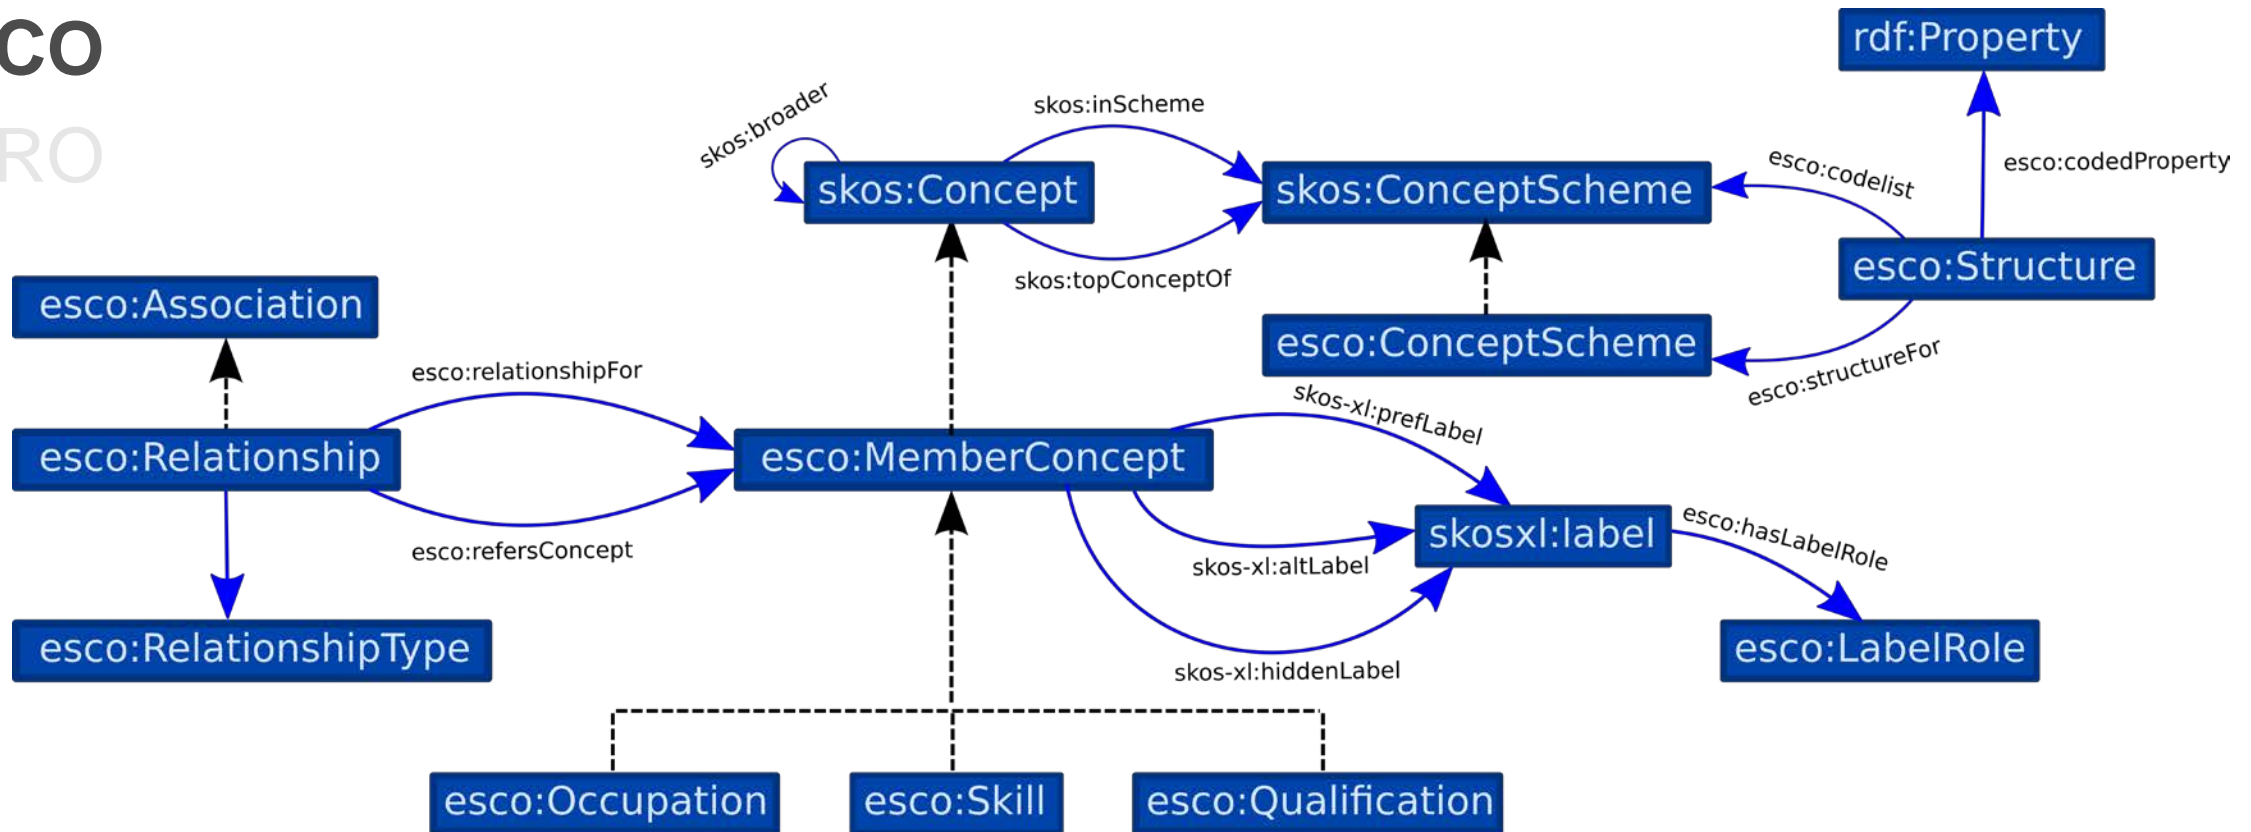 CO
RO
rdf:Property
skos:broader
skos:inScheme
skos:Concept
skos:ConceptScheme
esco:codelist
esco:codedProperty
skos:topConceptOf
esco:Structure
esco:Association
esco:ConceptScheme
esco:structureFor
esco:relationshipFor
skos-xl:prefLabel
esco:Relationship
esco:MemberConcept
esco:refersConcept
skos-xl:altLabel
skosxl:label
esco:hasLabelRole
esco:RelationshipType
skos-xl:hiddenLabel
esco:LabelRole
esco:Occupation
esco:Skill
esco:Qualification